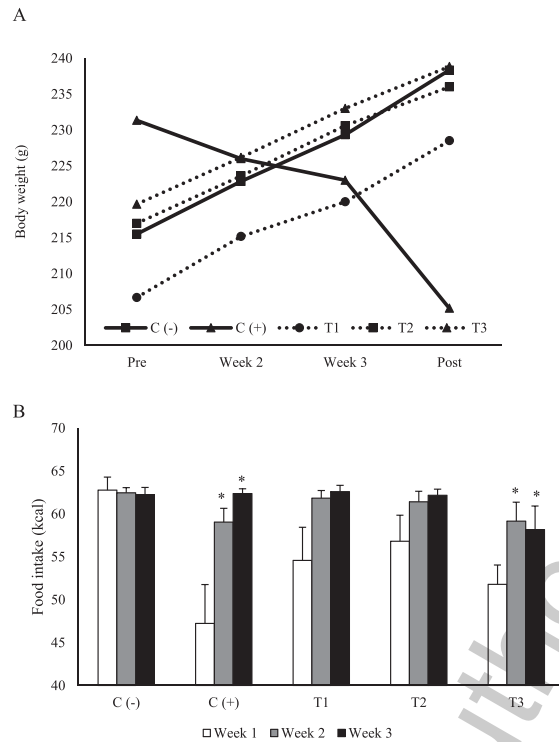 A
240
235
230
225
220
215
210
205
200
Body weight (g)
C (-) C (+) T1 T2 T3
Pre Week 2 Week 3 Post
B
70
65
60
55
50
45
40
Food intake (kcal)
* *
* *
C (-) C (+) T1 T2 T3
Week 1 Week 2 Week 3